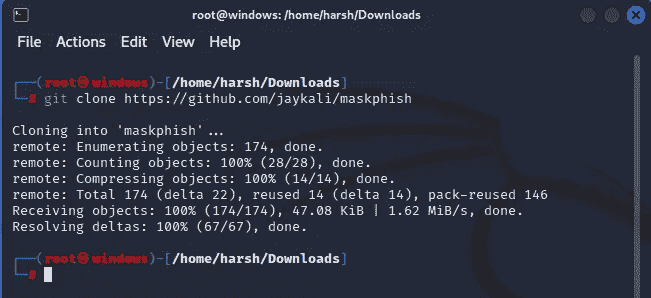 root@windows: /home/harsh/Downloads
File Actions Edit View Help
┌──(root㉿windows)-[/home/harsh/Downloads]
└─# git clone https://github.com/jaykali/maskphish
Cloning into 'maskphish'...
remote: Enumerating objects: 174, done.
remote: Counting objects: 100% (28/28), done.
remote: Compressing objects: 100% (14/14), done.
remote: Total 174 (delta 22), reused 14 (delta 14), pack-reused 146
Receiving objects: 100% (174/174), 47.08 KiB | 1.62 MiB/s, done.
Resolving deltas: 100% (67/67), done.
┌──(root㉿windows)-[/home/harsh/Downloads]
└─#